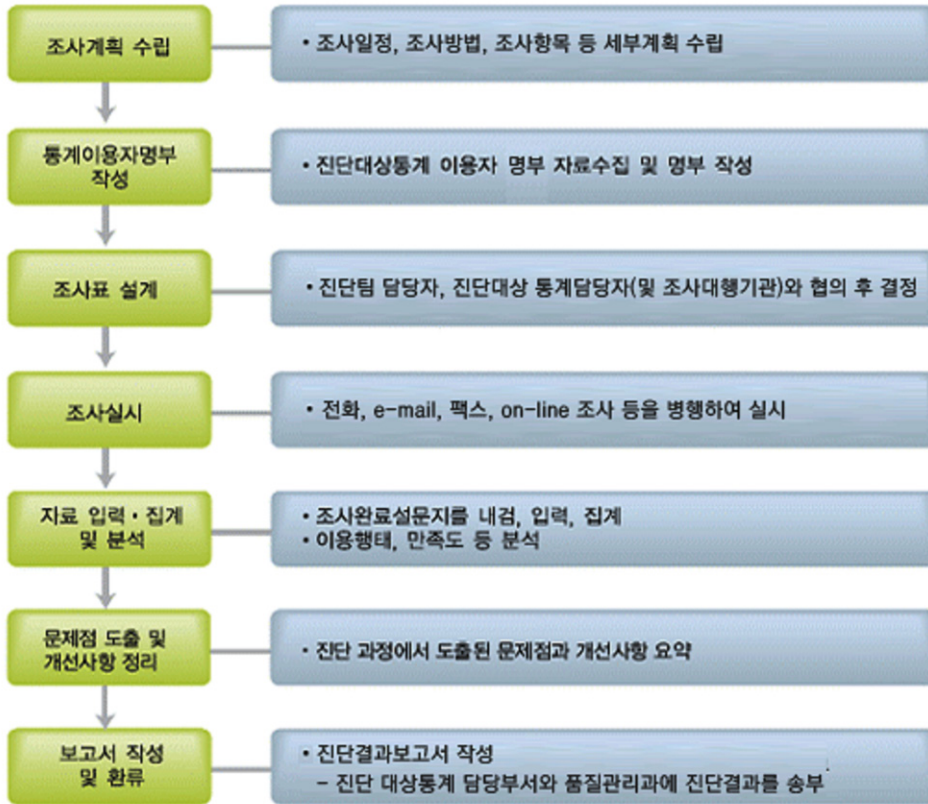 조사계획 수립
• 조사일정, 조사방법, 조사항목 등 세부계획 수립
통계이용자명부
작성
• 진단대상통계 이용자 명부 자료수집 및 명부 작성
조사표 설계
• 진단팀 담당자, 진단대상 통계담당자(및 조사대행기관)와 협의 후 결정
조사실시
• 전화, e-mail, 팩스, on-line 조사 등을 병행하여 실시
자료 입력·집계
및 분석
• 조사완료설문지를 내검, 입력, 집계
• 이용행태, 만족도 등 분석
문제점 도출 및
개선사항 정리
• 진단 과정에서 도출된 문제점과 개선사항 요약
보고서 작성
및 환류
• 진단결과보고서 작성
- 진단 대상통계 담당부서와 품질관리과에 진단결과를 송부